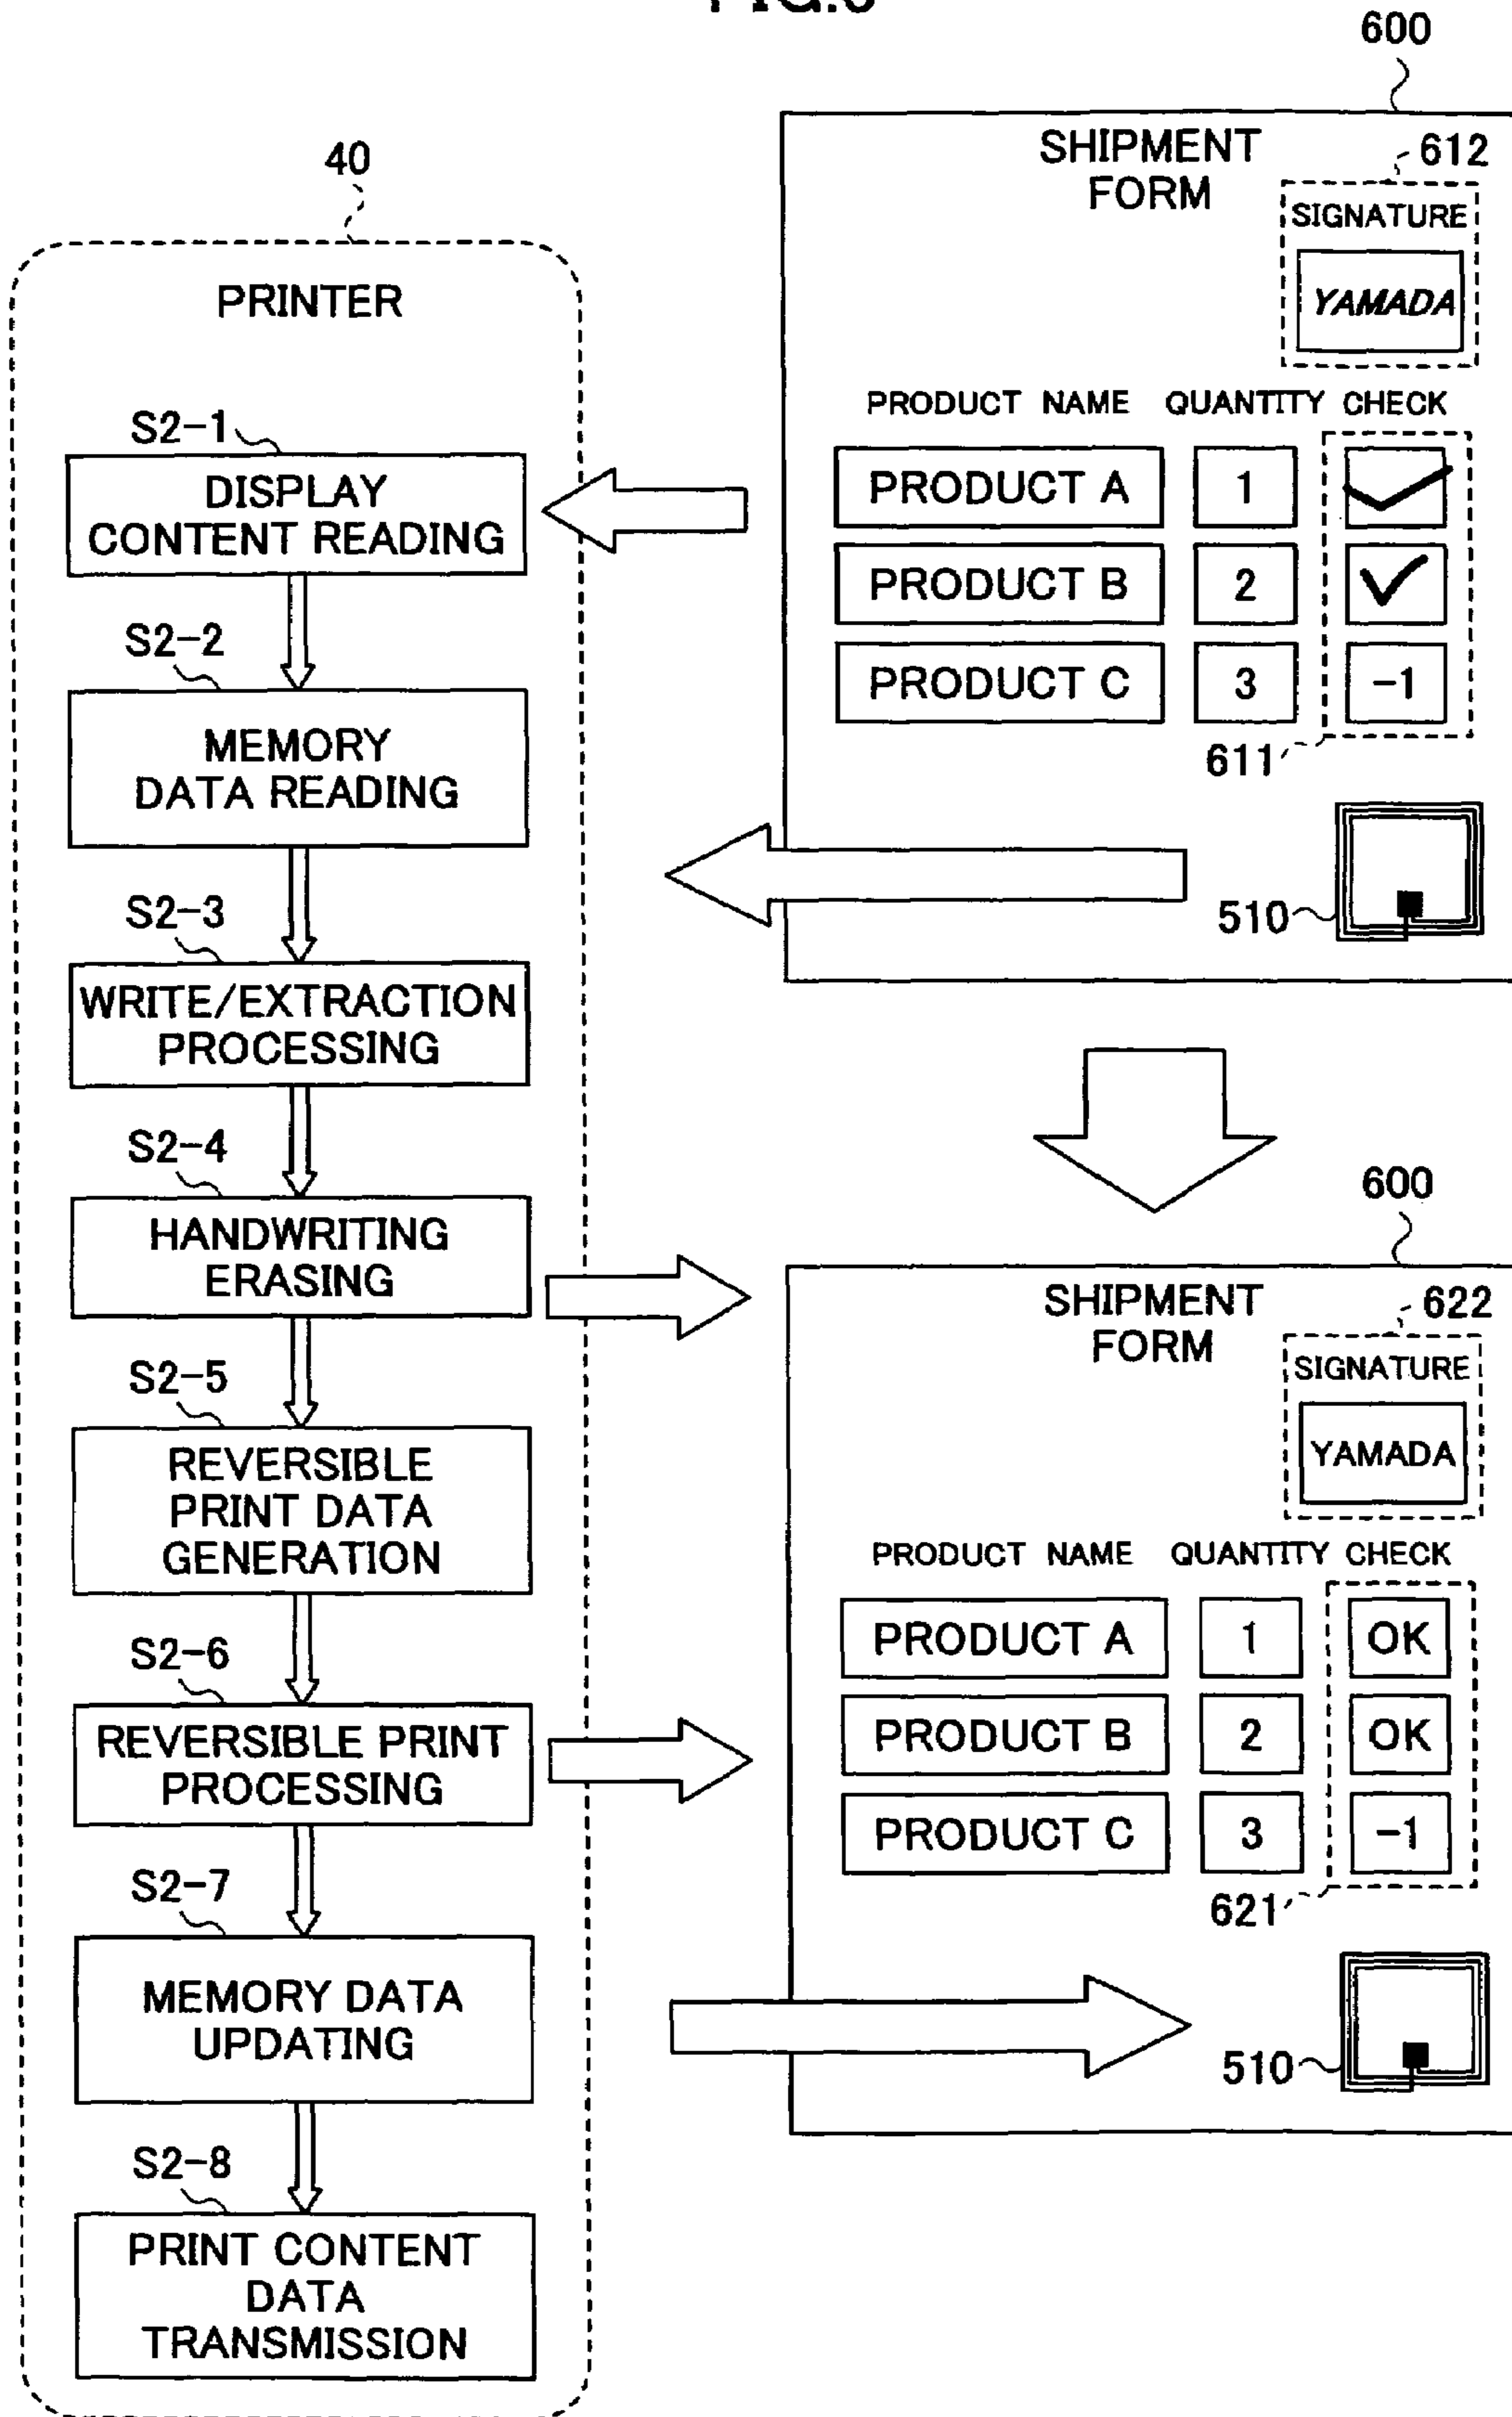 600
SHIPMENT
FORM
612
SIGNATURE
YAMADA
PRODUCT NAME QUANTITY CHECK
PRODUCT A 1
PRODUCT B 2
PRODUCT C 3 -1
611
510
40
PRINTER
S2-1
DISPLAY
CONTENT READING
S2-2
MEMORY
DATA READING
S2-3
WRITE/EXTRACTION
PROCESSING
S2-4
HANDWRITING
ERASING
S2-5
REVERSIBLE
PRINT DATA
GENERATION
S2-6
REVERSIBLE PRINT
PROCESSING
S2-7
MEMORY DATA
UPDATING
S2-8
PRINT CONTENT
DATA
TRANSMISSION
600
SHIPMENT
FORM
622
SIGNATURE
YAMADA
PRODUCT NAME QUANTITY CHECK
PRODUCT A 1 OK
PRODUCT B 2 OK
PRODUCT C 3 -1
621
510